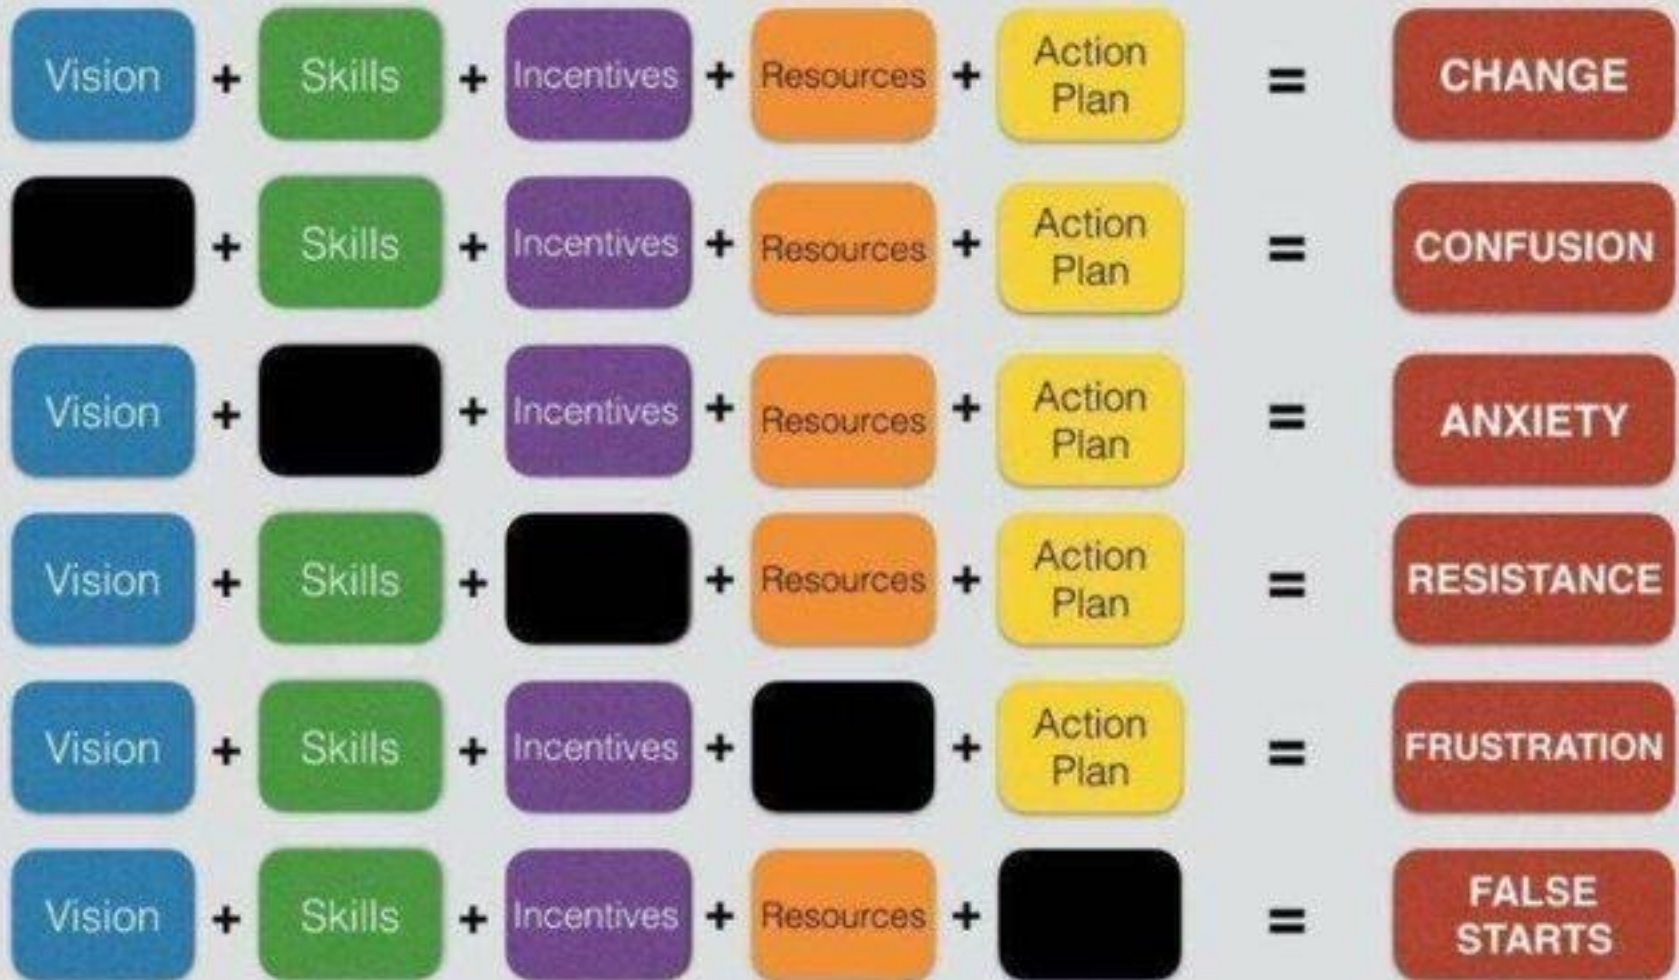 Vision + Skills + Incentives + Resources + Action Plan = CHANGE
+ Skills + Incentives + Resources + Action Plan = CONFUSION
Vision + + Incentives + Resources + Action Plan = ANXIETY
Vision + Skills + + Resources + Action Plan = RESISTANCE
Vision + Skills + Incentives + + Action Plan = FRUSTRATION
Vision + Skills + Incentives + Resources + = FALSE STARTS